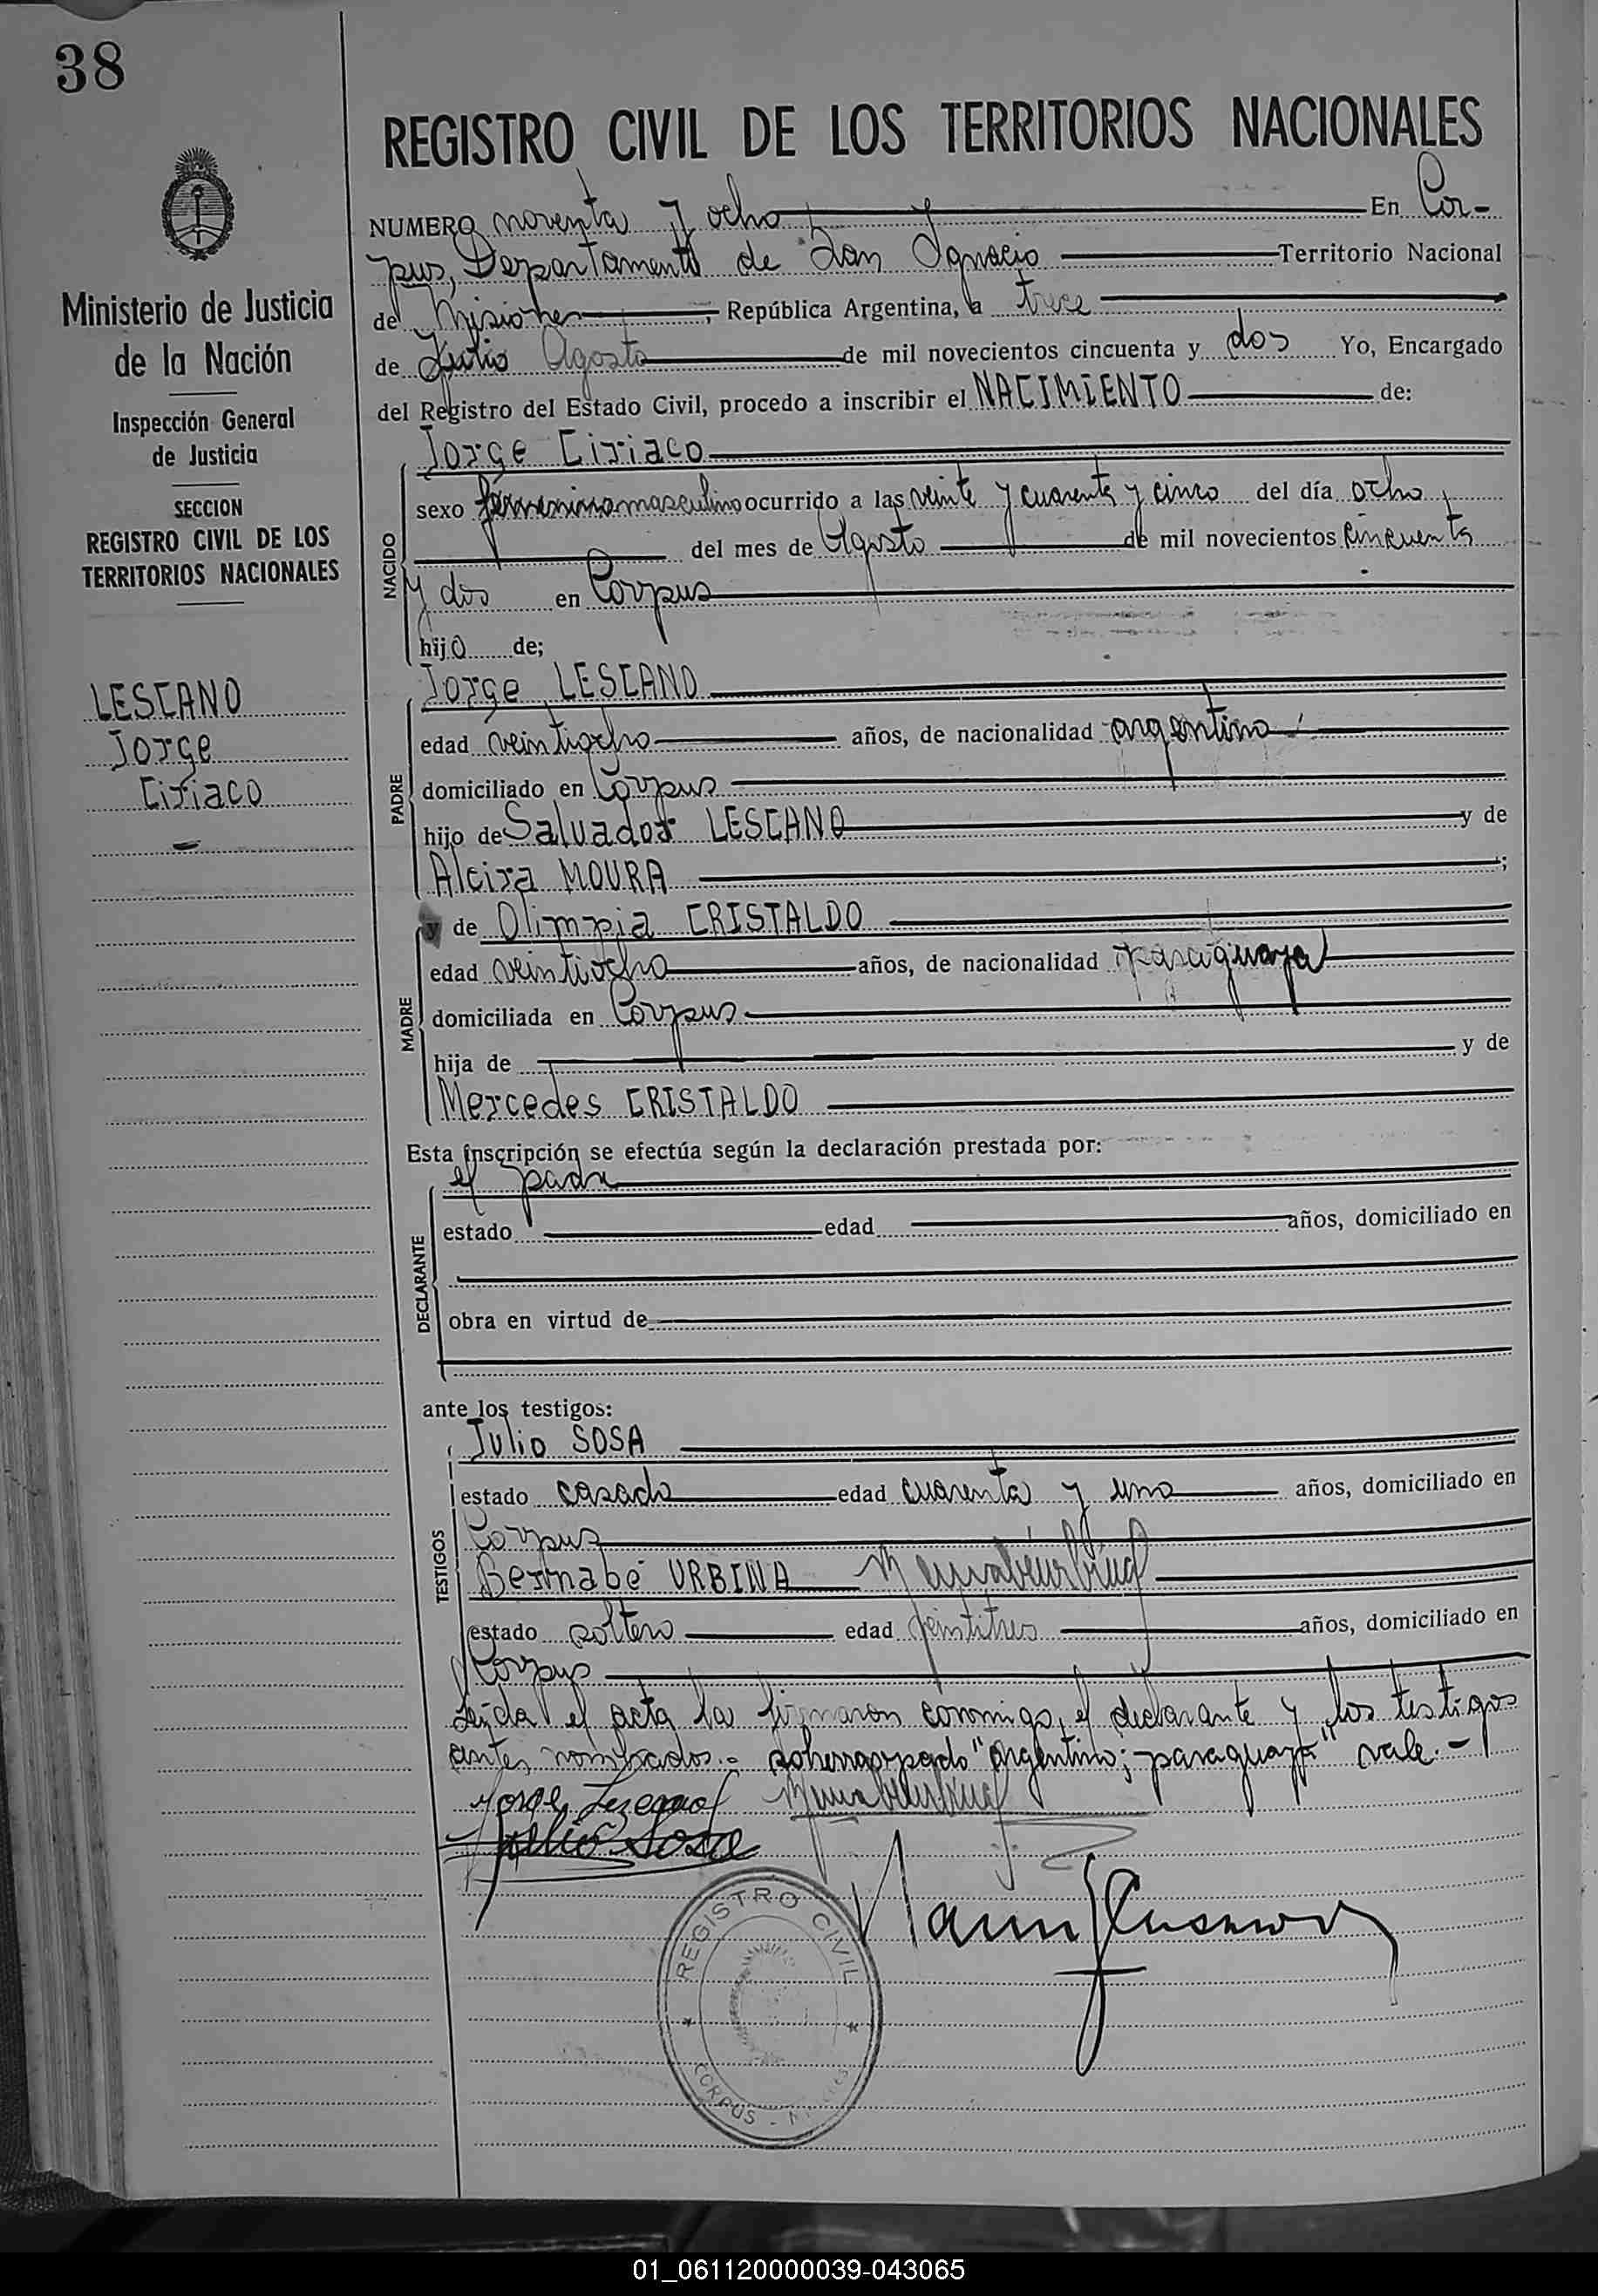 38
REGISTRO CIVIL DE LOS TERRITORIOS NACIONALES
NUMERO noventa y ocho En Cor-
pus, Departamento de San Ignacio Territorio Nacional
de Misiones, República Argentina, a trece
de Julio Agosto de mil novecientos cincuenta y dos Yo, Encargado
del Registro del Estado Civil, procedo a inscribir el NACIMIENTO de:
Ministerio de Justicia
de la Nación
Inspección General
de Justicia
SECCION
REGISTRO CIVIL DE LOS
TERRITORIOS NACIONALES
LESCANO
Jorge
Ciriaco
NACIDO
Jorge Ciriaco
sexo femenino masculino ocurrido a las veinte y cuarenta y cinco del día ocho
del mes de Agosto de mil novecientos cincuenta
y dos en Corpus
hijo de;
PADRE
Jorge LESCANO
edad veintiocho años, de nacionalidad argentino
domiciliado en Corpus
hijo de Salvador LESCANO y de
Alcira MOURA ;
MADRE
y de Olimpia CRISTALDO
edad veintiocho años, de nacionalidad paraguaya
domiciliada en Corpus
hija de y de
Mercedes CRISTALDO
Esta inscripción se efectúa según la declaración prestada por:
DECLARANTE
el padre
estado edad años, domiciliado en
obra en virtud de
ante los testigos:
TESTIGOS
Julio SOSA
estado casado edad cuarenta y uno años, domiciliado en
Corpus
Bernabé URBINA
estado soltero edad veintitres años, domiciliado en
Corpus
Leída el acta la firmaron conmigo, el declarante y los testigos
antes nombrados.- sobrerraspado "argentino; paraguaya" vale.-
Jorge Lezcano
Julio Sosa
REGISTRO CIVIL
CORPUS - MISIONES
01_061120000039-043065